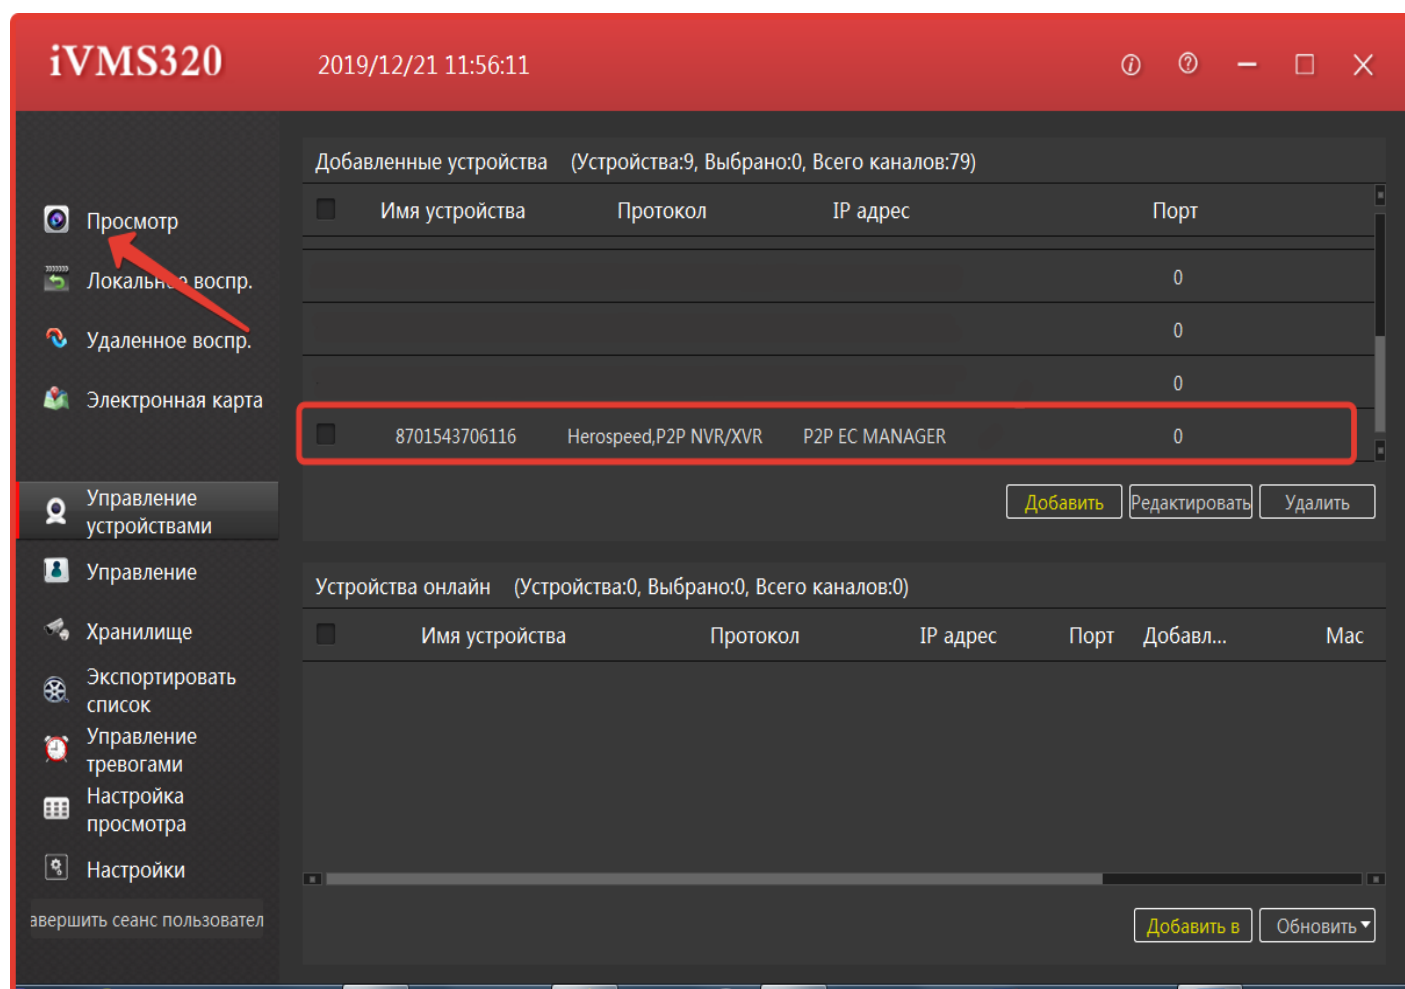 iVMS320
2019/12/21 11:56:11
Добавленные устройства (Устройства:9, Выбрано:0, Всего каналов:79)
Имя устройства Протокол IP адрес Порт
0
0
0
8701543706116 Herospeed,P2P NVR/XVR P2P EC MANAGER 0
Добавить Редактировать Удалить
Просмотр
Локальное воспр.
Удаленное воспр.
Электронная карта
Управление
устройствами
Управление
Хранилище
Экспортировать
список
Управление
тревогами
Настройка
просмотра
Настройки
авершить сеанс пользовател
Устройства онлайн (Устройства:0, Выбрано:0, Всего каналов:0)
Имя устройства Протокол IP адрес Порт Добавл... Mac
Добавить в Обновить